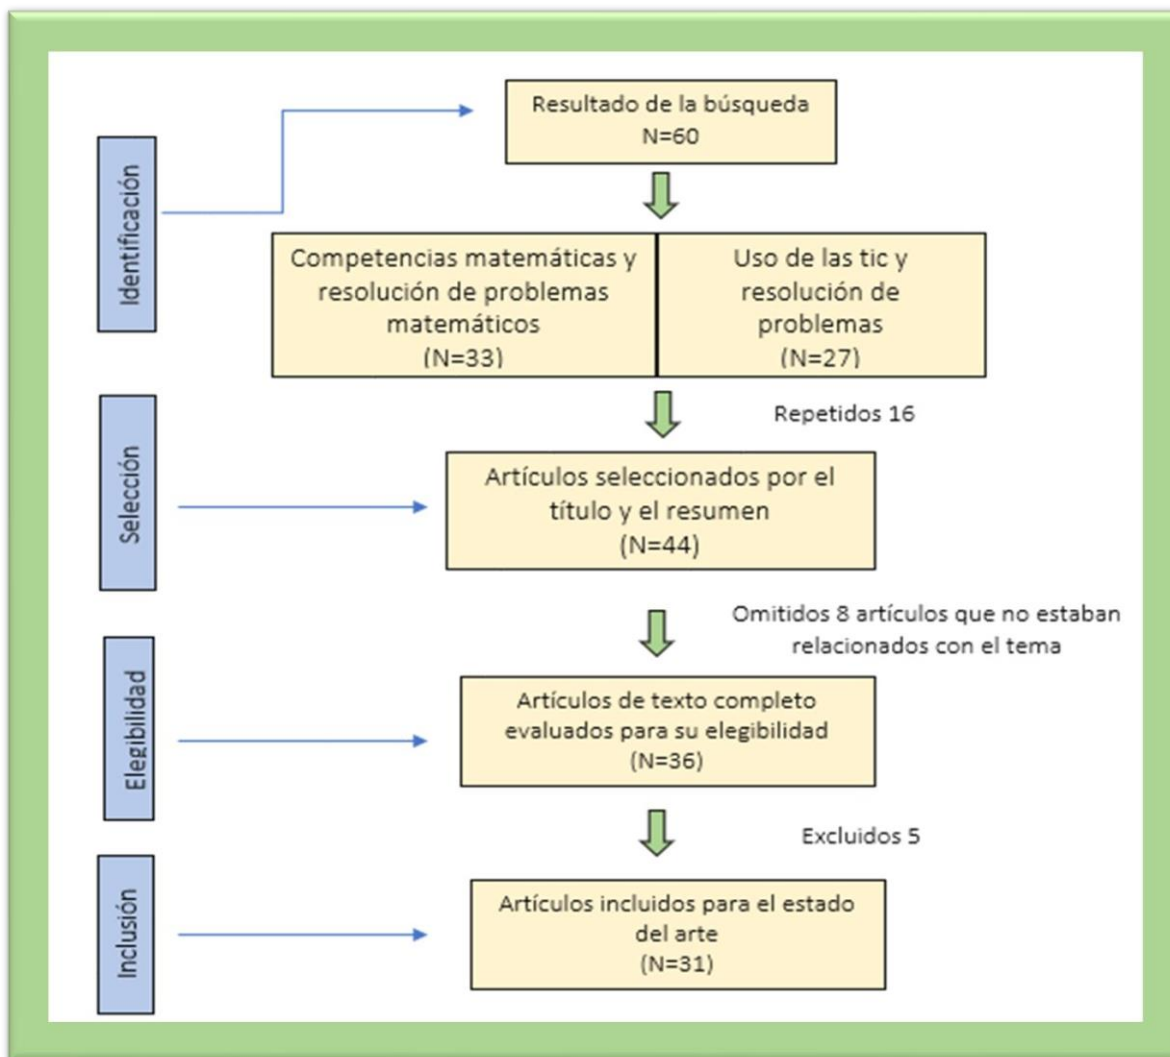 Resultado de la búsqueda
N=60
Identificación
Competencias matemáticas y
resolución de problemas
matemáticos
(N=33)
Uso de las tic y
resolución de
problemas
(N=27)
Repetidos 16
Selección
Artículos seleccionados por el
título y el resumen
(N=44)
Omitidos 8 artículos que no estaban
relacionados con el tema
Elegibilidad
Artículos de texto completo
evaluados para su elegibilidad
(N=36)
Excluidos 5
Inclusión
Artículos incluidos para el estado
del arte
(N=31)